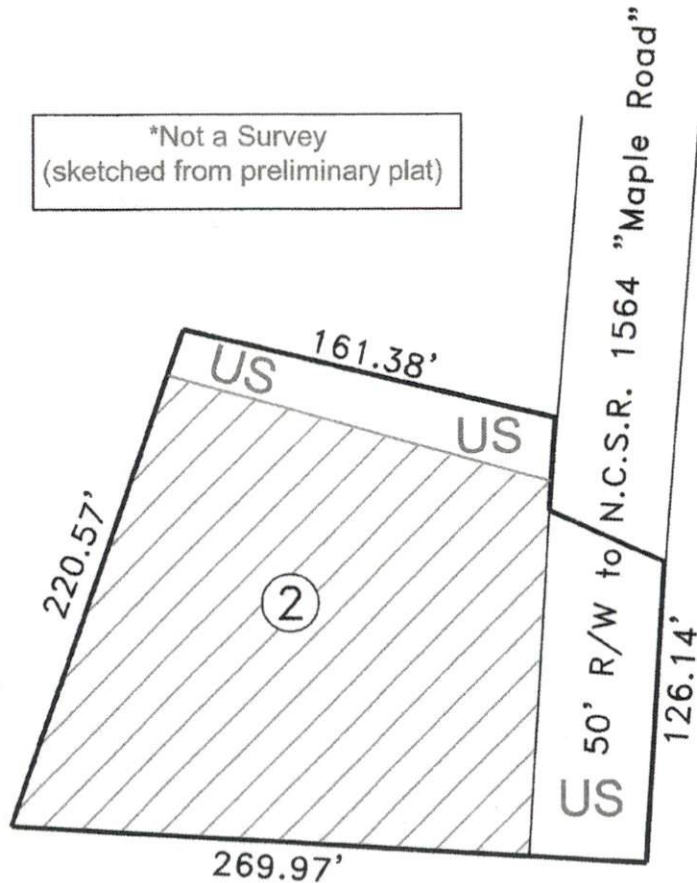 *Not a Survey
(sketched from preliminary plat)
50' R/W to N.C.S.R. 1564 "Maple Road"
161.38'
US
US
220.57'
2
126.14'
US
269.97'